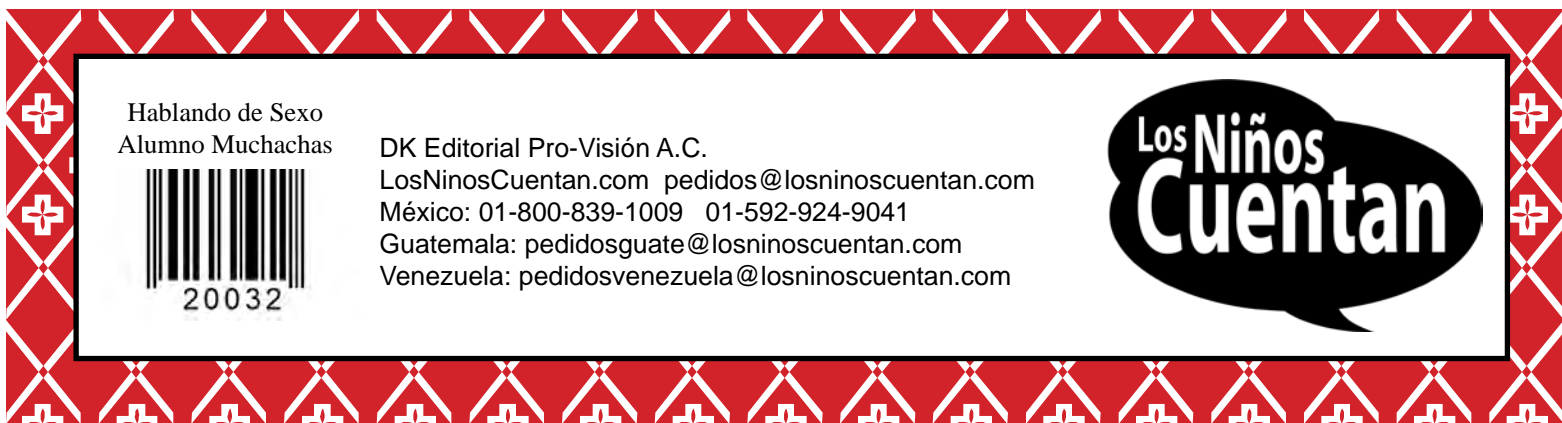 Hablando de Sexo
Alumno Muchachas
20032
DK Editorial Pro-Visión A.C.
LosNinosCuentan.com pedidos@losninoscuentan.com
México: 01-800-839-1009 01-592-924-9041
Guatemala: pedidosguate@losninoscuentan.com
Venezuela: pedidosvenezuela@losninoscuentan.com
Los Niños
Cuentan